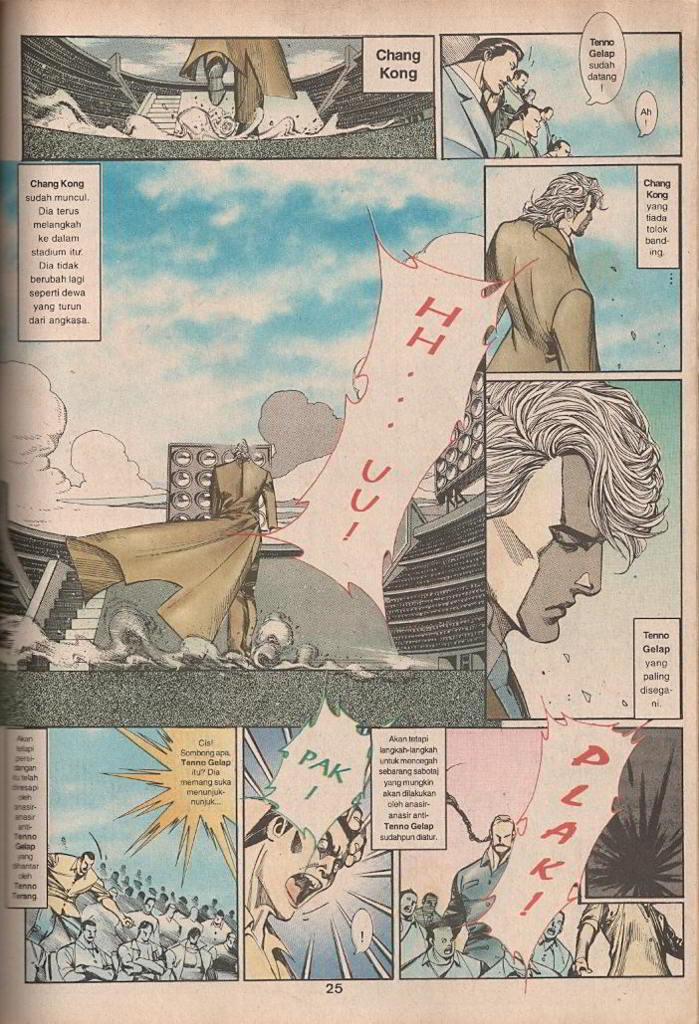 Chang
Kong
Tenno
Gelap
sudah
datang
!
Ah
!
Chang Kong
sudah muncul.
Dia terus
melangkah
ke dalam
stadium itu.
Dia tidak
berubah lagi
seperti dewa
yang turun
dari angkasa.
HH...UU!
Chang
Kong
yang
tiada
tolok
band-
ing.
Tenno
Gelap
yang
paling
disega-
ni.
Akan
tetapi
persi-
dangan
itu telah
diresapi
oleh
anasir-
anasir
anti-
Tenno
Gelap
yang
dihantar
oleh
Tenno
Terang.
Cis!
Sombong apa,
Tenno Gelap
itu? Dia
memang suka
menunjuk-
nunjuk...
PAK!
!
Akan tetapi
langkah-langkah
untuk mencegah
sebarang sabotaj
yang mungkin
akan dilakukan
oleh anasir-
anasir anti-
Tenno Gelap
sudahpun diatur.
PLAK!
25